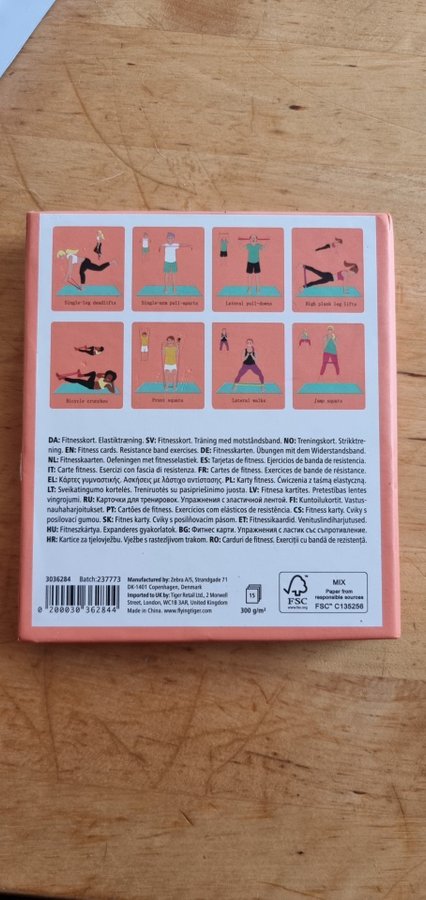 Single-leg deadlifts
Single-arm pull-aparts
Lateral pull-downs
High plank leg lifts
Bicycle crunches
Front squats
Lateral walks
Jump squats
DA: Fitnesskort. Elastiktræning. SV: Fitnesskort. Träning med motståndsband. NO: Treningskort. Strikktre-
ning. EN: Fitness cards. Resistance band exercises. DE: Fitnesskarten. Übungen mit dem Widerstandsband.
NL: Fitnesskaarten. Oefeningen met fitnesselastiek. ES: Tarjetas de fitness. Ejercicios de banda de resistencia
IT: Carte fitness. Esercizi con fascia di resistenza. FR: Cartes de fitness. Exercices de bande de résistance.
EL: Κάρτες γυμναστικής. Ασκήσεις με λάστιχο αντίστασης. PL: Karty fitness. Ćwiczenia z taśmą elastyczną.
LT: Sveikatingumo kortelės. Treniruotės su pasipriešinimo juosta. LV: Fitnesa kartītes. Pretestības lentes
vingrojumi. RU: Карточки для тренировок. Упражнения с эластичной лентой. FI: Kuntoilukortit. Vastus-
nauhaharjoitukset. PT: Cartões de fitness. Exercícios com elásticos de resistência. CS: Fitness karty. Cviky s
posilovací gumou. SK: Fitnes karty. Cviky s posilňovacím pásom. ET: Fitnessikaardid. Venituslindiharjutused.
HU: Fitneszkártya. Expanderes gyakorlatok. BG: Фитнес карти. Упражнения с ластик със съпротивление.
HR: Kartice za tjelovježbu. Vježbe s rastezljivom trakom. RO: Carduri de fitness. Exerciții cu bandă de rezistență.
3036284 Batch:237773
0 200030 362844
Manufactured by: Zebra A/S, Strandgade 71
DK-1401 Copenhagen, Denmark
Imported to UK by: Tiger Retail Ltd., 2 Morwell
Street, London, WC1B 3AR, United Kingdom
Made in China. www.flyingtiger.com
15
300 g/m²
FSC
www.fsc.org
MIX
Paper from
responsible sources
FSC™ C135256